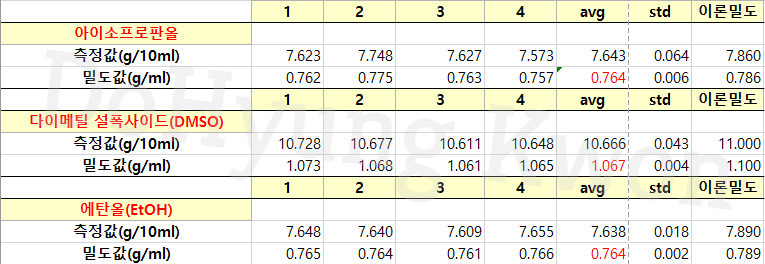 1 2 3 4 avg std 이론밀도
아이소프로판올
측정값(g/10ml) 7.623 7.748 7.627 7.573 7.643 0.064 7.860
밀도값(g/ml) 0.762 0.775 0.763 0.757 0.764 0.006 0.786
1 2 3 4 avg std 이론밀도
다이메틸 설폭사이드(DMSO)
측정값(g/10ml) 10.728 10.677 10.611 10.648 10.666 0.043 11.000
밀도값(g/ml) 1.073 1.068 1.061 1.065 1.067 0.004 1.100
1 2 3 4 avg std 이론밀도
에탄올(EtOH)
측정값(g/10ml) 7.648 7.640 7.609 7.655 7.638 0.018 7.890
밀도값(g/ml) 0.765 0.764 0.761 0.766 0.764 0.002 0.789
DoHyung Kwon